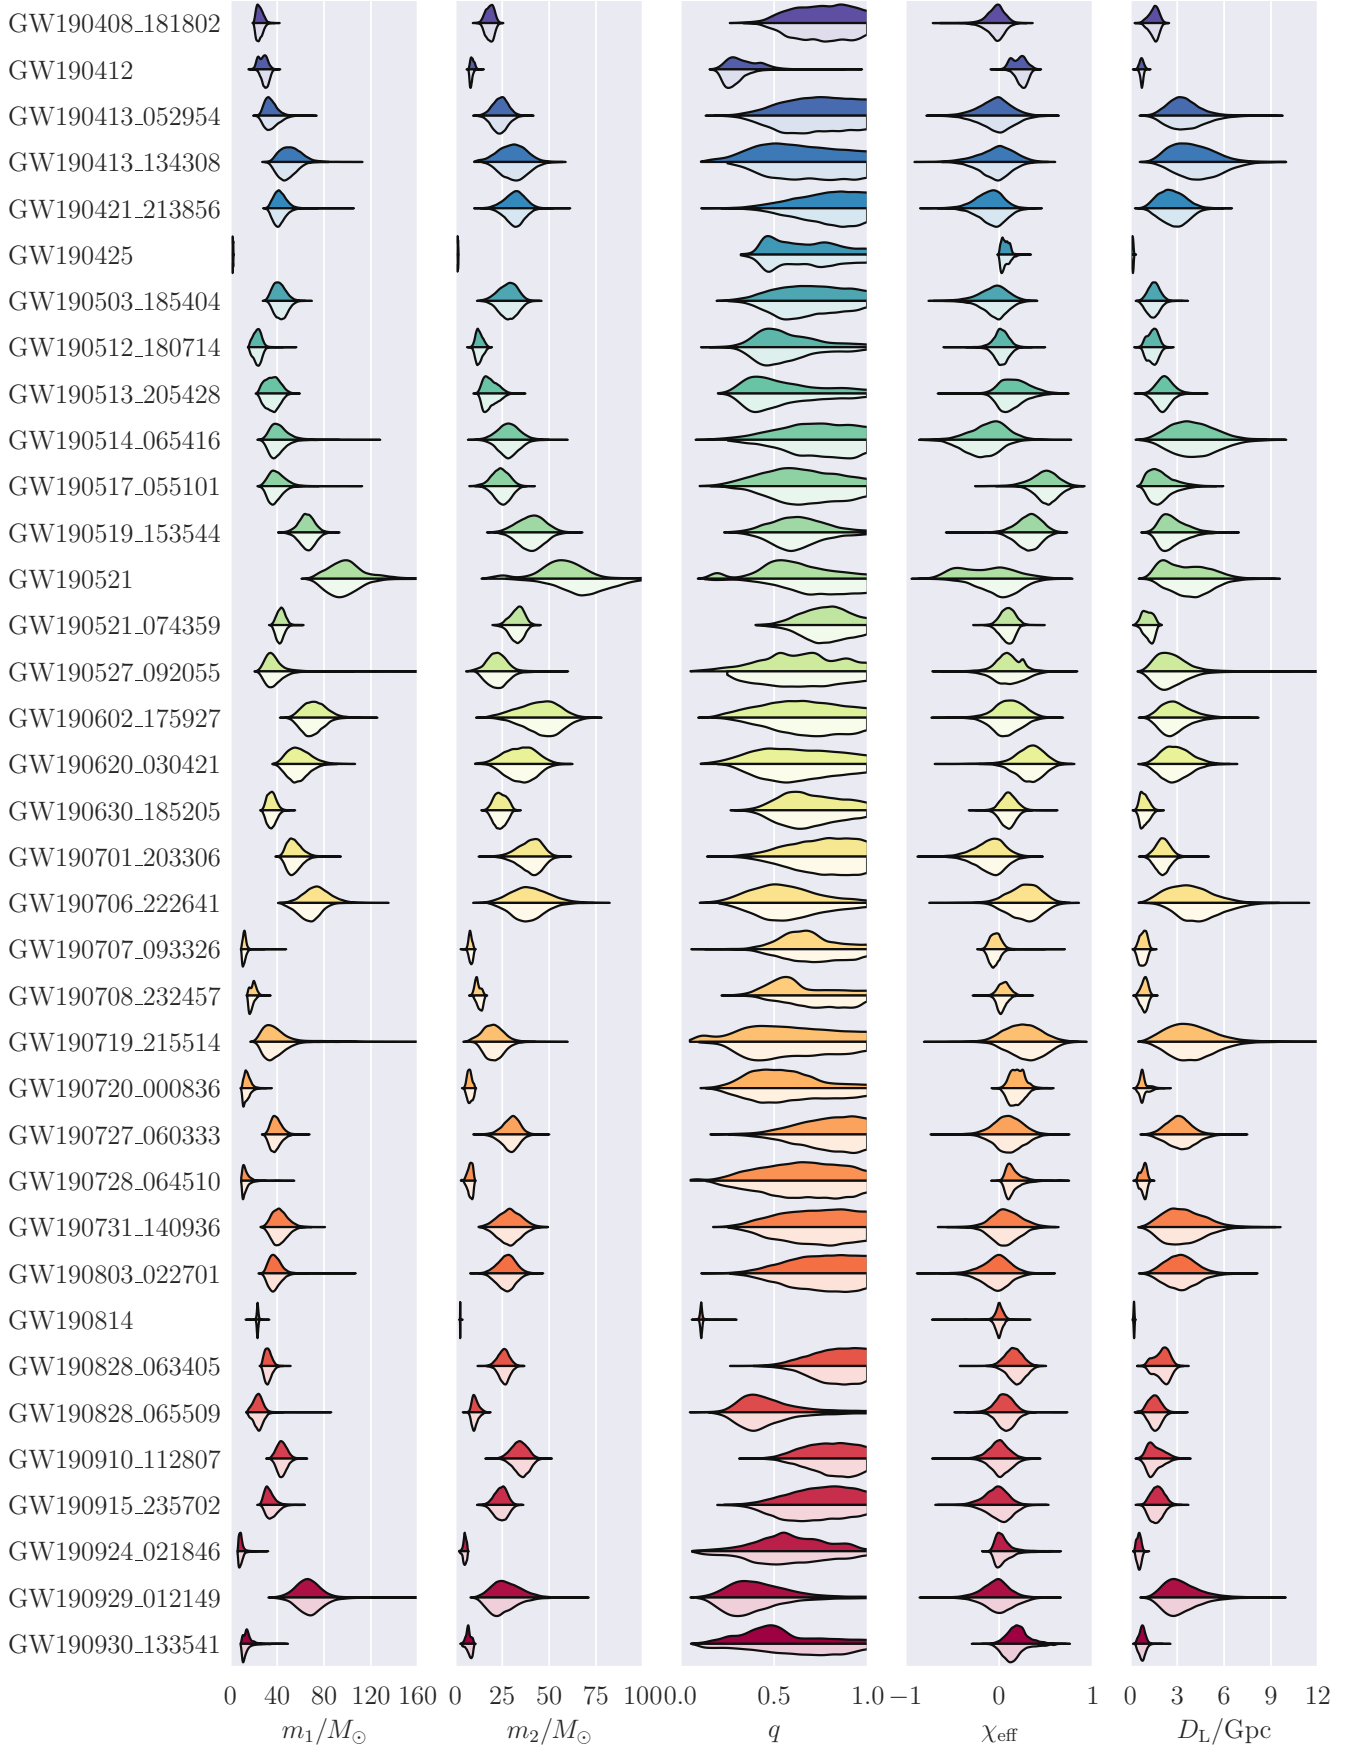 GW190408_181802
GW190412
GW190413_052954
GW190413_134308
GW190421_213856
GW190425
GW190503_185404
GW190512_180714
GW190513_205428
GW190514_065416
GW190517_055101
GW190519_153544
GW190521
GW190521_074359
GW190527_092055
GW190602_175927
GW190620_030421
GW190630_185205
GW190701_203306
GW190706_222641
GW190707_093326
GW190708_232457
GW190719_215514
GW190720_000836
GW190727_060333
GW190728_064510
GW190731_140936
GW190803_022701
GW190814
GW190828_063405
GW190828_065509
GW190910_112807
GW190915_235702
GW190924_021846
GW190929_012149
GW190930_133541
0 40 80 120 160 0 25 50 75 100 0.0 0.5 1.0 −1 0 1 0 3 6 9 12
m₁/M☉ m₂/M☉ q χeff D_L/Gpc